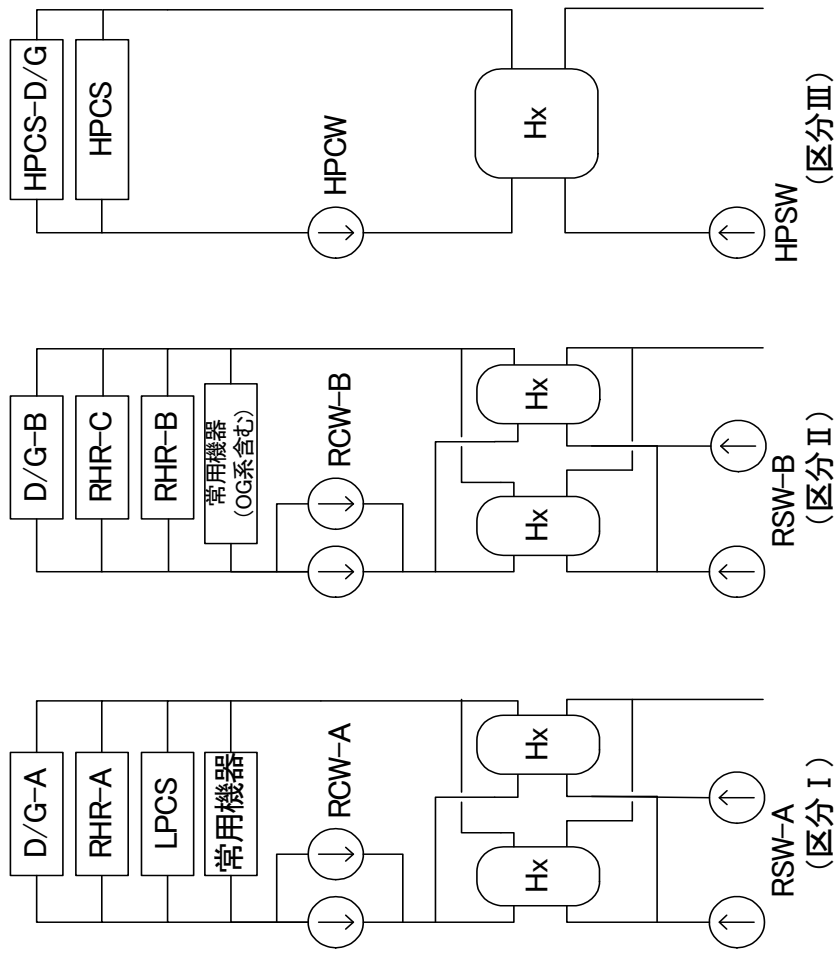 D/G-A
RHR-A
LPCS
常用機器
RCW-A
Hx
Hx
RSW-A
(区分Ⅰ)
D/G-B
RHR-C
RHR-B
常用機器
(OG系含む)
RCW-B
Hx
Hx
RSW-B
(区分Ⅱ)
HPCS-D/G
HPCS
HPCW
Hx
HPSW
(区分Ⅲ)